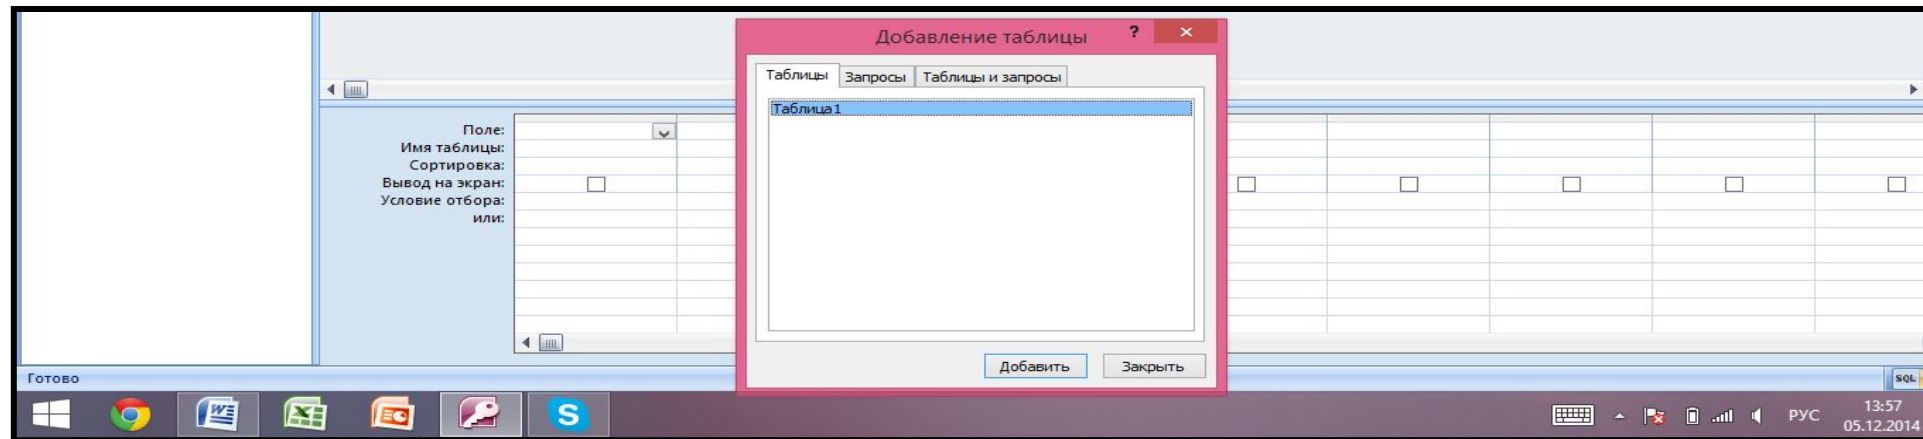 Добавление таблицы
Таблицы Запросы Таблицы и запросы
Таблица1
Поле:
Имя таблицы:
Сортировка:
Вывод на экран:
Условие отбора:
или:
Добавить Закрыть
Готово
SQL
РУС
13:57
05.12.2014